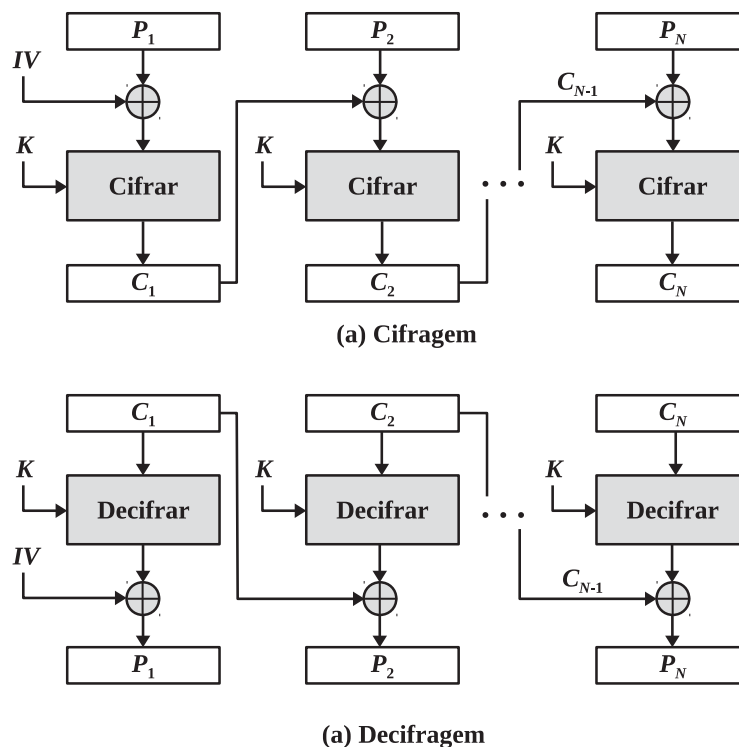 P1 P2 PN
IV
CN-1
K K K
Cifrar Cifrar Cifrar
. . .
C1 C2 CN
(a) Cifragem
C1 C2 CN
K K K
Decifrar Decifrar Decifrar
. . .
IV
CN-1
P1 P2 PN
(a) Decifragem